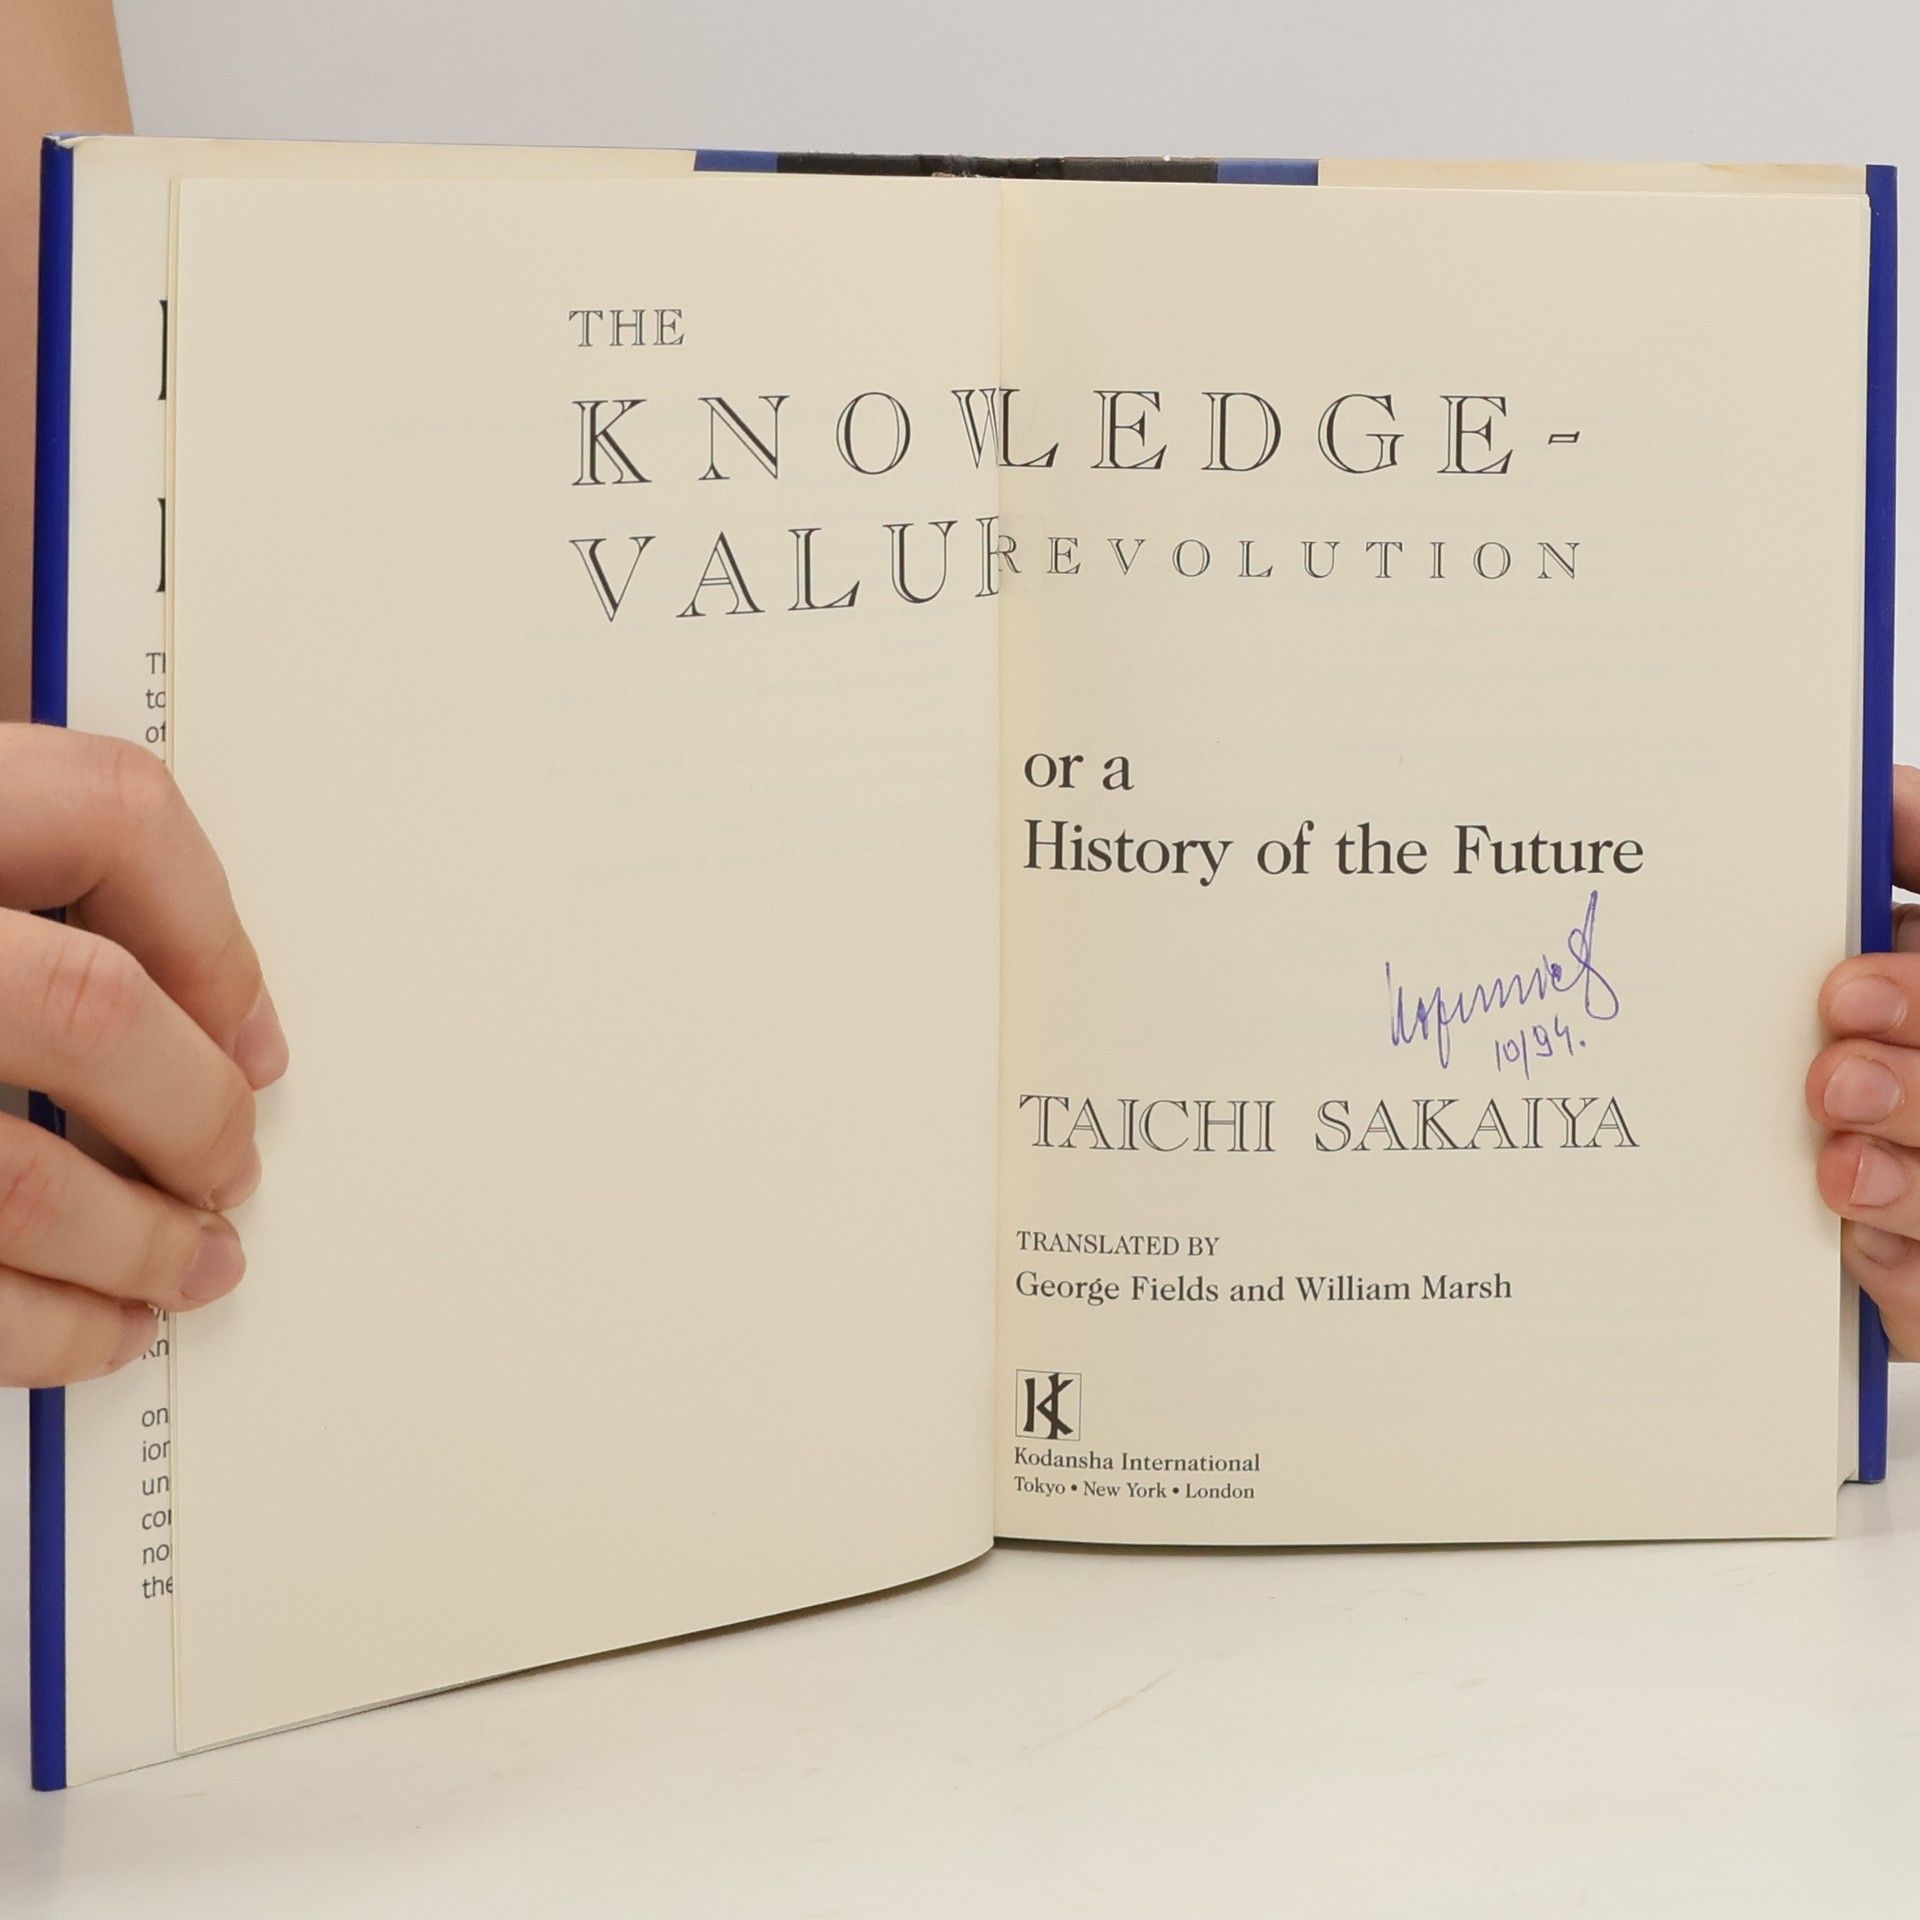 THE
KNOWLEDGE-
VALUE REVOLUTION
or a
History of the Future
10/94.
TAICHI SAKAIYA
TRANSLATED BY
George Fields and William Marsh
Kodansha International
Tokyo • New York • London